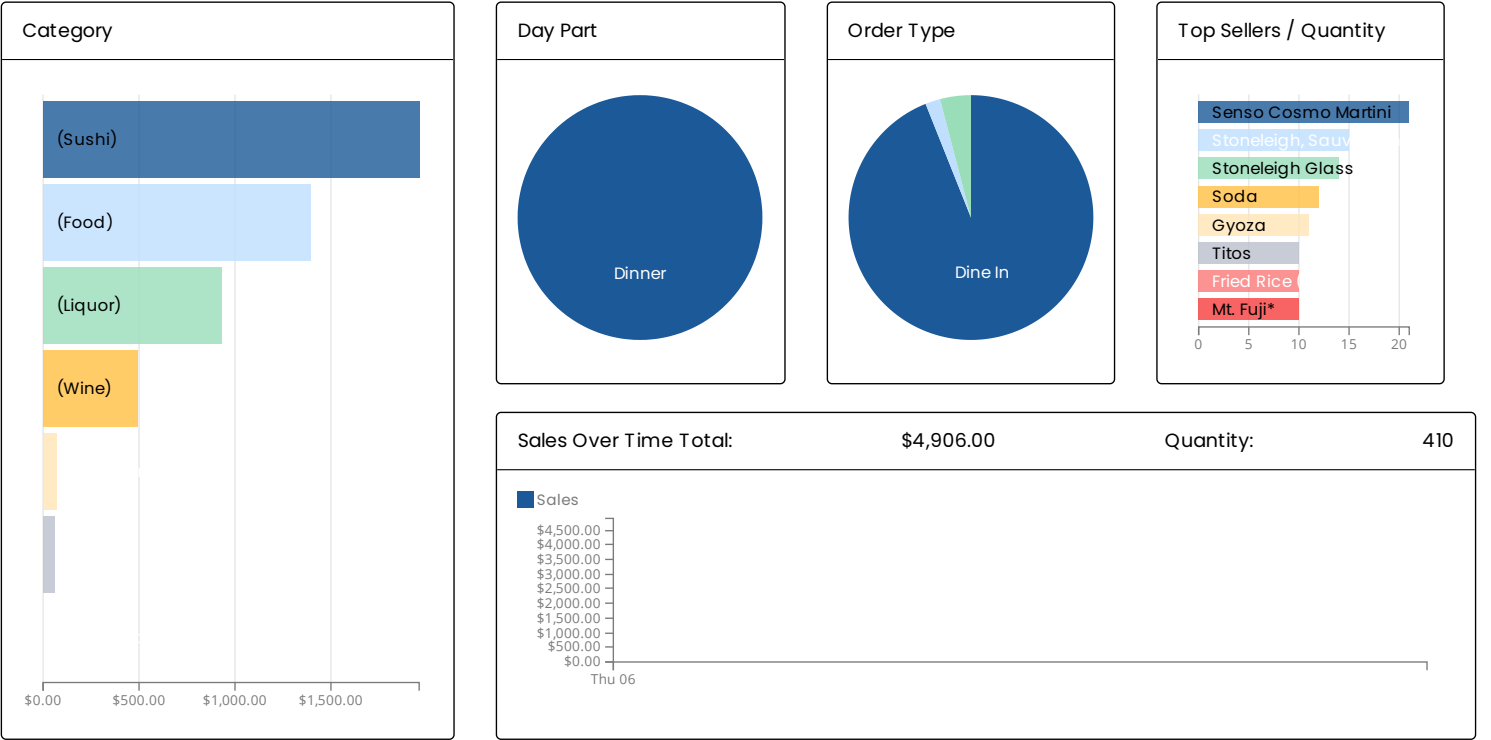 Category
(Sushi)
(Food)
(Liquor)
(Wine)
$0.00 $500.00 $1,000.00 $1,500.00
Day Part
Dinner
Order Type
Dine In
Top Sellers / Quantity
Senso Cosmo Martini
Stoneleigh, Sauv
Stoneleigh Glass
Soda
Gyoza
Titos
Fried Rice (
Mt. Fuji*
0 5 10 15 20
Sales Over Time Total: $4,906.00 Quantity: 410
Sales
$4,500.00
$4,000.00
$3,500.00
$3,000.00
$2,500.00
$2,000.00
$1,500.00
$1,000.00
$500.00
$0.00
Thu 06